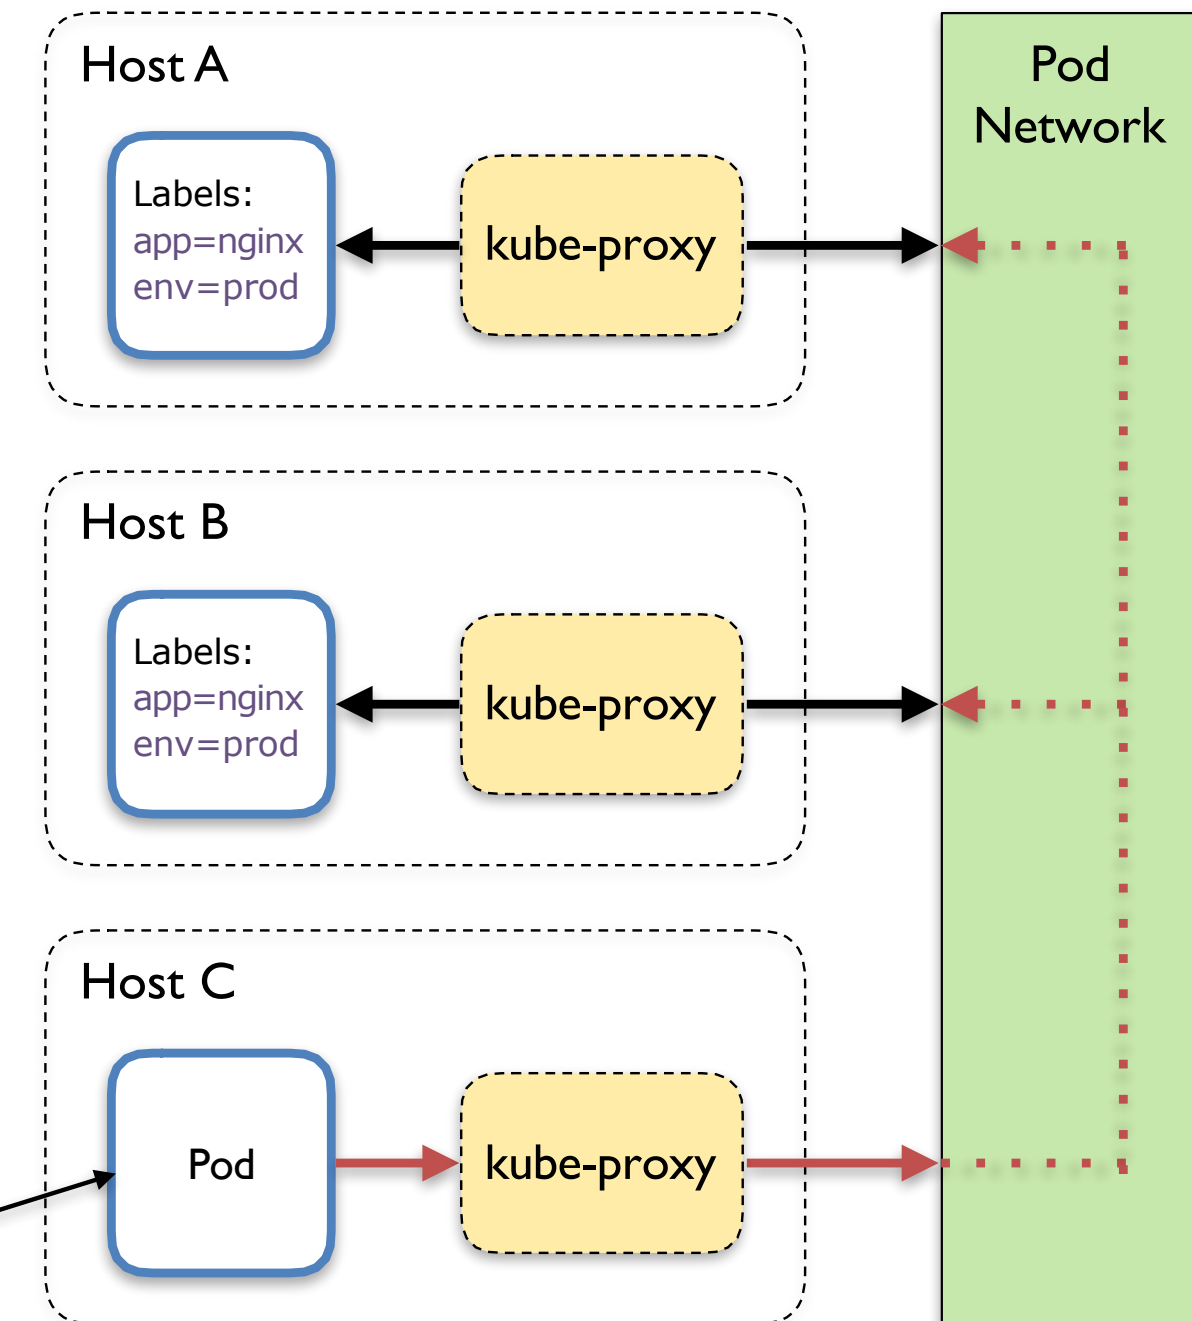 Host A
Labels:
app=nginx
env=prod
kube-proxy
Pod
Network
Host B
Labels:
app=nginx
env=prod
kube-proxy
Host C
Pod
kube-proxy